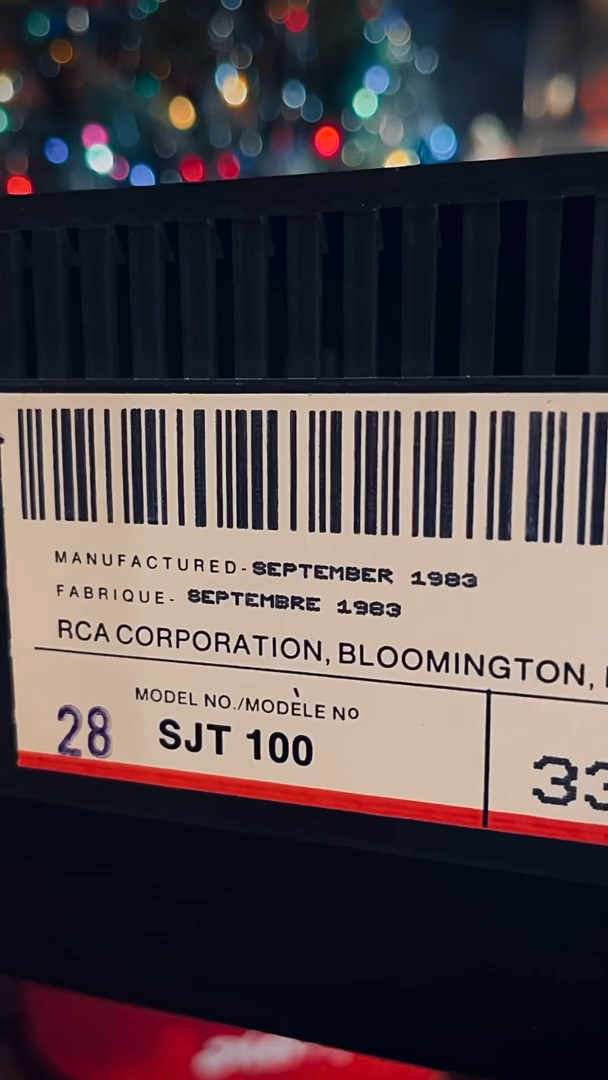 MANUFACTURED-SEPTEMBER 1983
FABRIQUE- SEPTEMBRE 1983
RCA CORPORATION, BLOOMINGTON,
MODEL NO./MODÈLE No
28 SJT 100
33